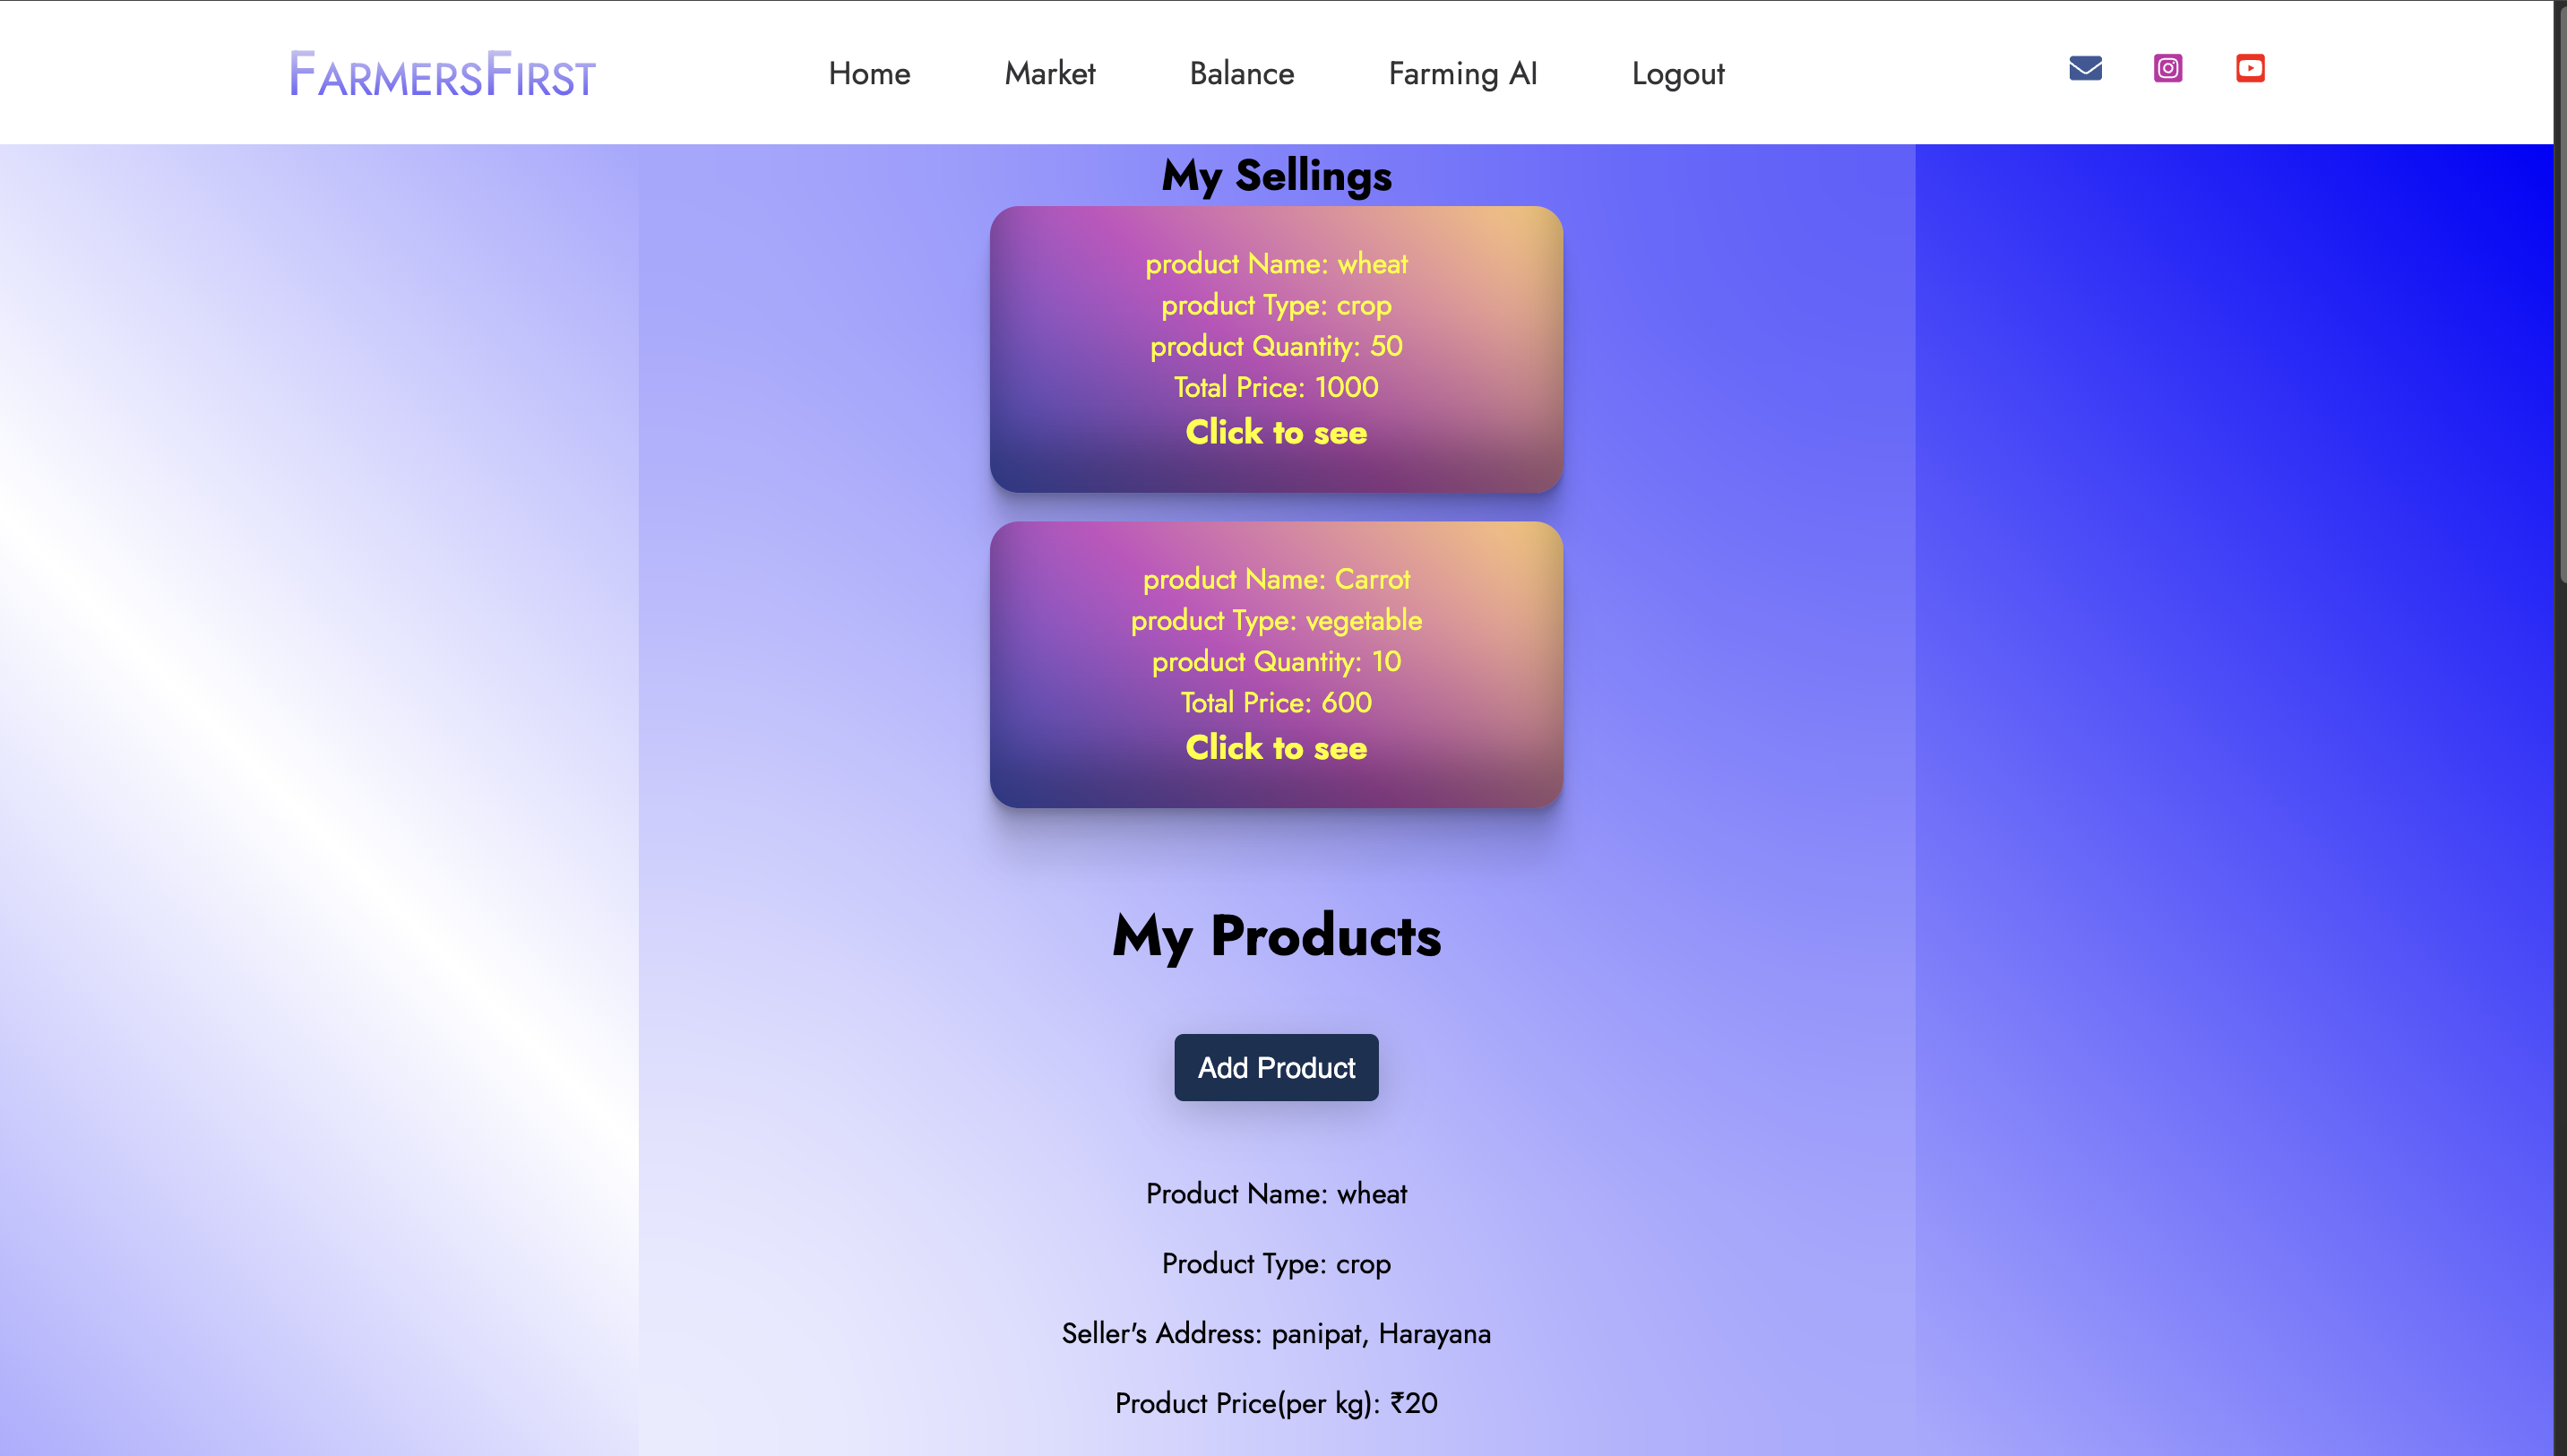 FarmersFirst
Home Market Balance Farming AI Logout
My Sellings
product Name: wheat
product Type: crop
product Quantity: 50
Total Price: 1000
Click to see
product Name: Carrot
product Type: vegetable
product Quantity: 10
Total Price: 600
Click to see
My Products
Add Product
Product Name: wheat
Product Type: crop
Seller's Address: panipat, Harayana
Product Price(per kg): ₹20